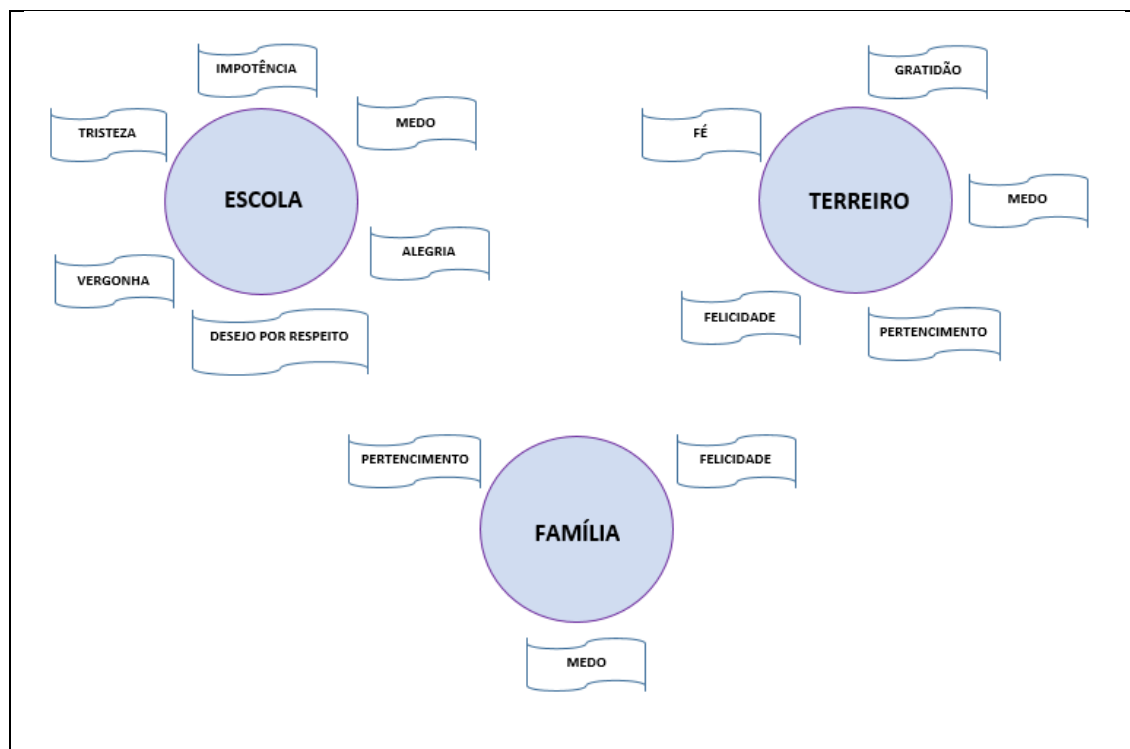 IMPOTÊNCIA
TRISTEZA
MEDO
ESCOLA
ALEGRIA
VERGONHA
DESEJO POR RESPEITO
GRATIDÃO
FÉ
MEDO
TERREIRO
FELICIDADE
PERTENCIMENTO
PERTENCIMENTO
FELICIDADE
FAMÍLIA
MEDO